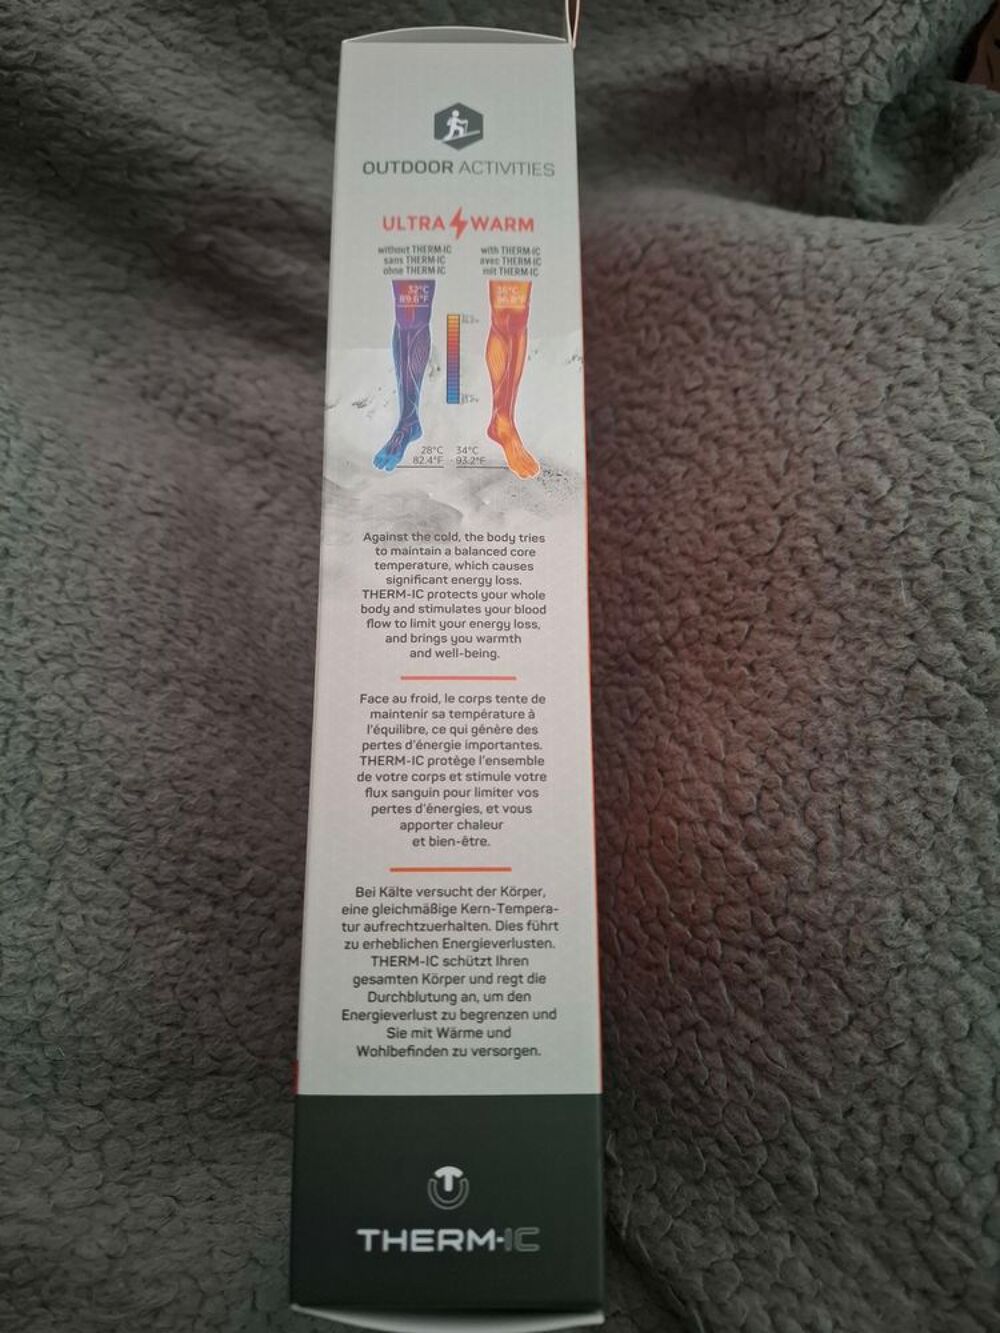 OUTDOOR ACTIVITIES
ULTRA WARM
without THERM-IC
sans THERM-IC
ohne THERM-IC
with THERM-IC
avec THERM-IC
mit THERM-IC
32°C
89.6°F
36°C
96.8°F
28°C
82.4°F
34°C
93.2°F
Against the cold, the body tries
to maintain a balanced core
temperature, which causes
significant energy loss.
THERM-IC protects your whole
body and stimulates your blood
flow to limit your energy loss,
and brings you warmth
and well-being.
Face au froid, le corps tente de
maintenir sa température à
l'équilibre, ce qui génère des
pertes d'énergie importantes.
THERM-IC protège l'ensemble
de votre corps et stimule votre
flux sanguin pour limiter vos
pertes d'énergies, et vous
apporter chaleur
et bien-être.
Bei Kälte versucht der Körper,
eine gleichmäßige Kern-Tempera-
tur aufrechtzuerhalten. Dies führt
zu erheblichen Energieverlusten.
THERM-IC schützt Ihren
gesamten Körper und regt die
Durchblutung an, um den
Energieverlust zu begrenzen und
Sie mit Wärme und
Wohlbefinden zu versorgen.
THERM-IC